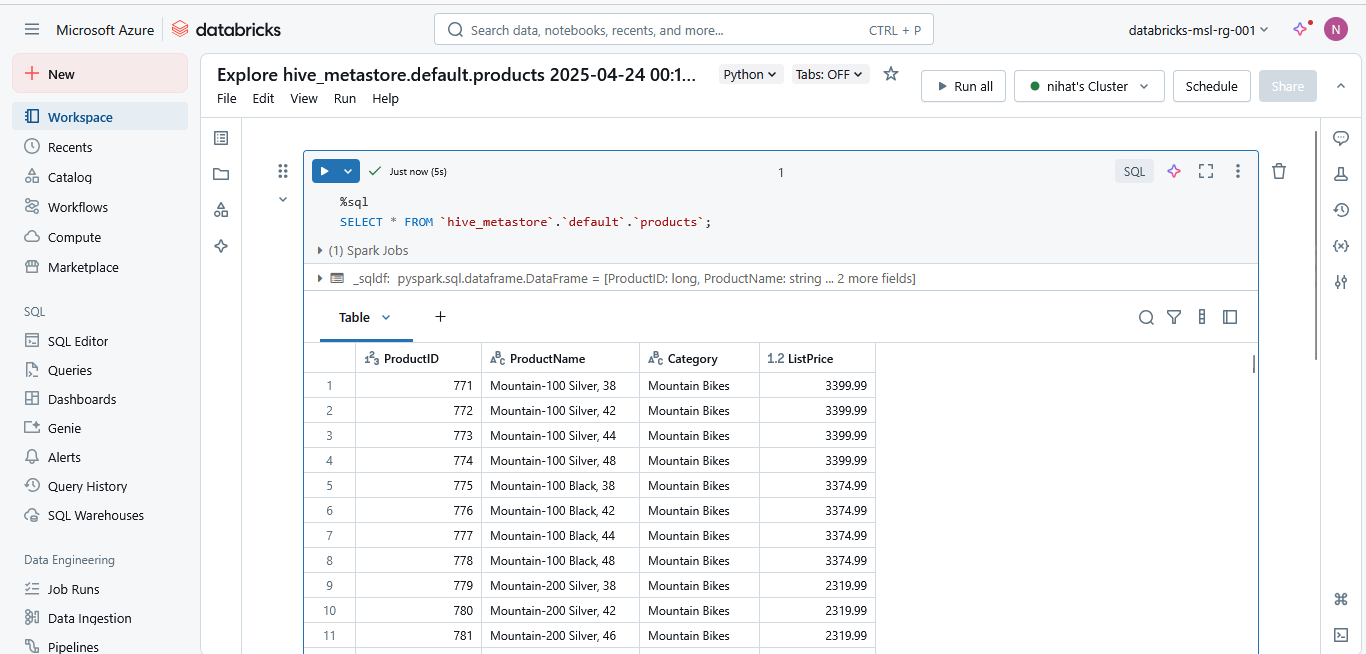 Microsoft Azure databricks Search data, notebooks, recents, and more... CTRL + P databricks-msl-rg-001 N
New
Workspace
Recents
Catalog
Workflows
Compute
Marketplace
SQL
SQL Editor
Queries
Dashboards
Genie
Alerts
Query History
SQL Warehouses
Data Engineering
Job Runs
Data Ingestion
Pipelines
Explore hive_metastore.default.products 2025-04-24 00:1... Python Tabs: OFF
File Edit View Run Help
Run all nihat's Cluster Schedule Share
Just now (5s) 1 SQL
%sql
SELECT * FROM `hive_metastore`.`default`.`products`;
(1) Spark Jobs
_sqldf: pyspark.sql.dataframe.DataFrame = [ProductID: long, ProductName: string ... 2 more fields]
Table +
1 2 3 ProductID A B C ProductName A B C Category 1.2 ListPrice
1 771 Mountain-100 Silver, 38 Mountain Bikes 3399.99
2 772 Mountain-100 Silver, 42 Mountain Bikes 3399.99
3 773 Mountain-100 Silver, 44 Mountain Bikes 3399.99
4 774 Mountain-100 Silver, 48 Mountain Bikes 3399.99
5 775 Mountain-100 Black, 38 Mountain Bikes 3374.99
6 776 Mountain-100 Black, 42 Mountain Bikes 3374.99
7 777 Mountain-100 Black, 44 Mountain Bikes 3374.99
8 778 Mountain-100 Black, 48 Mountain Bikes 3374.99
9 779 Mountain-200 Silver, 38 Mountain Bikes 2319.99
10 780 Mountain-200 Silver, 42 Mountain Bikes 2319.99
11 781 Mountain-200 Silver, 46 Mountain Bikes 2319.99